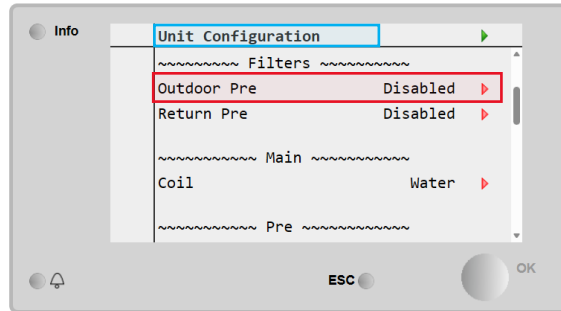 Info
Unit Configuration
~~~~~~~~~ Filters ~~~~~~~~~~
Outdoor Pre Disabled
Return Pre Disabled
~~~~~~~~~~~ Main ~~~~~~~~~~~
Coil Water
~~~~~~~~~~~ Pre ~~~~~~~~~~~~
ESC
OK